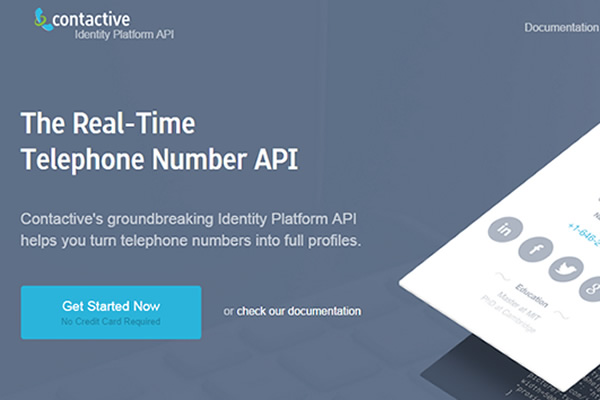 contactive
Identity Platform API
Documentation
The Real-Time
Telephone Number API
Contactive's groundbreaking Identity Platform API
helps you turn telephone numbers into full profiles.
Get Started Now
No Credit Card Required
or check our documentation
+1-646-2
in
f
g
Education
Master at MIT
PhD at Cambridge